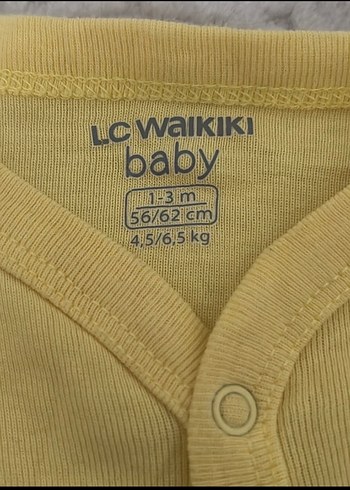 LC WAIKIKI
baby
1-3 m
56/62 cm
4,5/6,5 kg